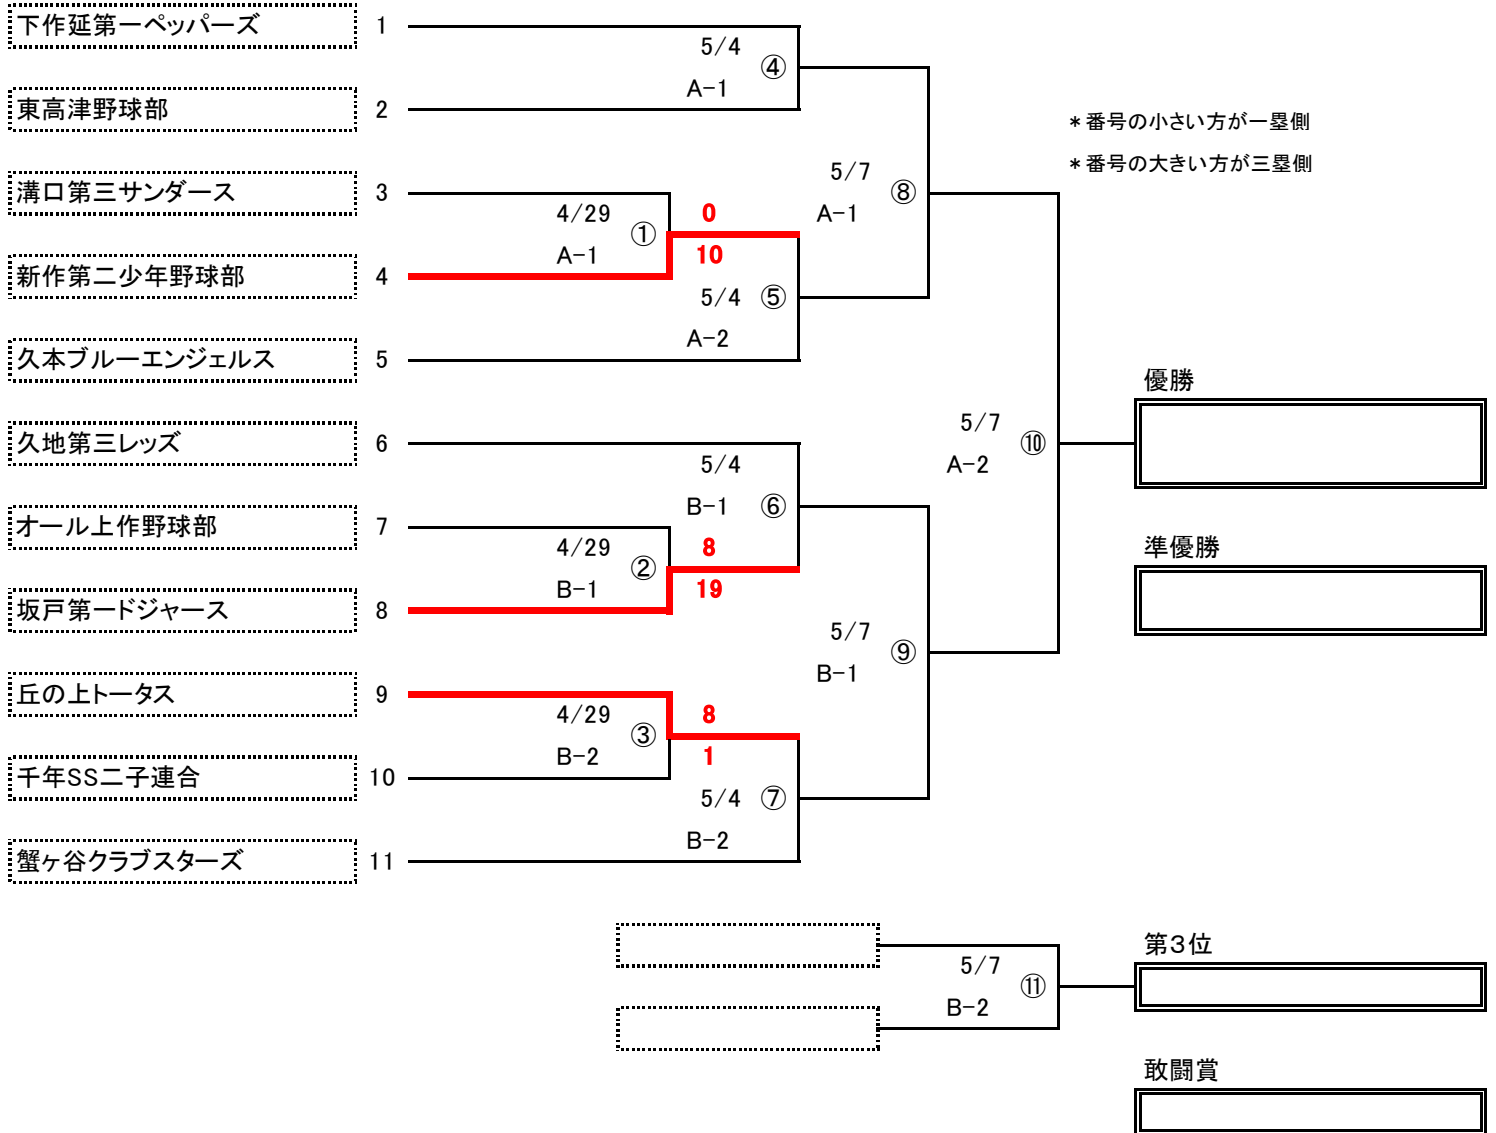 下作延第一ペッパーズ 1
5/4
④
A-1
東高津野球部 2
＊番号の小さい方が一塁側
＊番号の大きい方が三塁側
5/7
⑧
A-1
溝口第三サンダース 3
4/29 0
①
A-1 10
新作第二少年野球部 4
5/4 ⑤
A-2
久本ブルーエンジェルス 5
優勝
5/7
⑩
A-2
久地第三レッズ 6
5/4
B-1 ⑥
オール上作野球部 7
4/29 8
②
B-1 19
坂戸第一ドジャース 8
準優勝
5/7
⑨
B-1
丘の上トータス 9
4/29 8
③
B-2 1
千年SS二子連合 10
5/4 ⑦
B-2
蟹ヶ谷クラブスターズ 11
第3位
5/7
⑪
B-2
敢闘賞